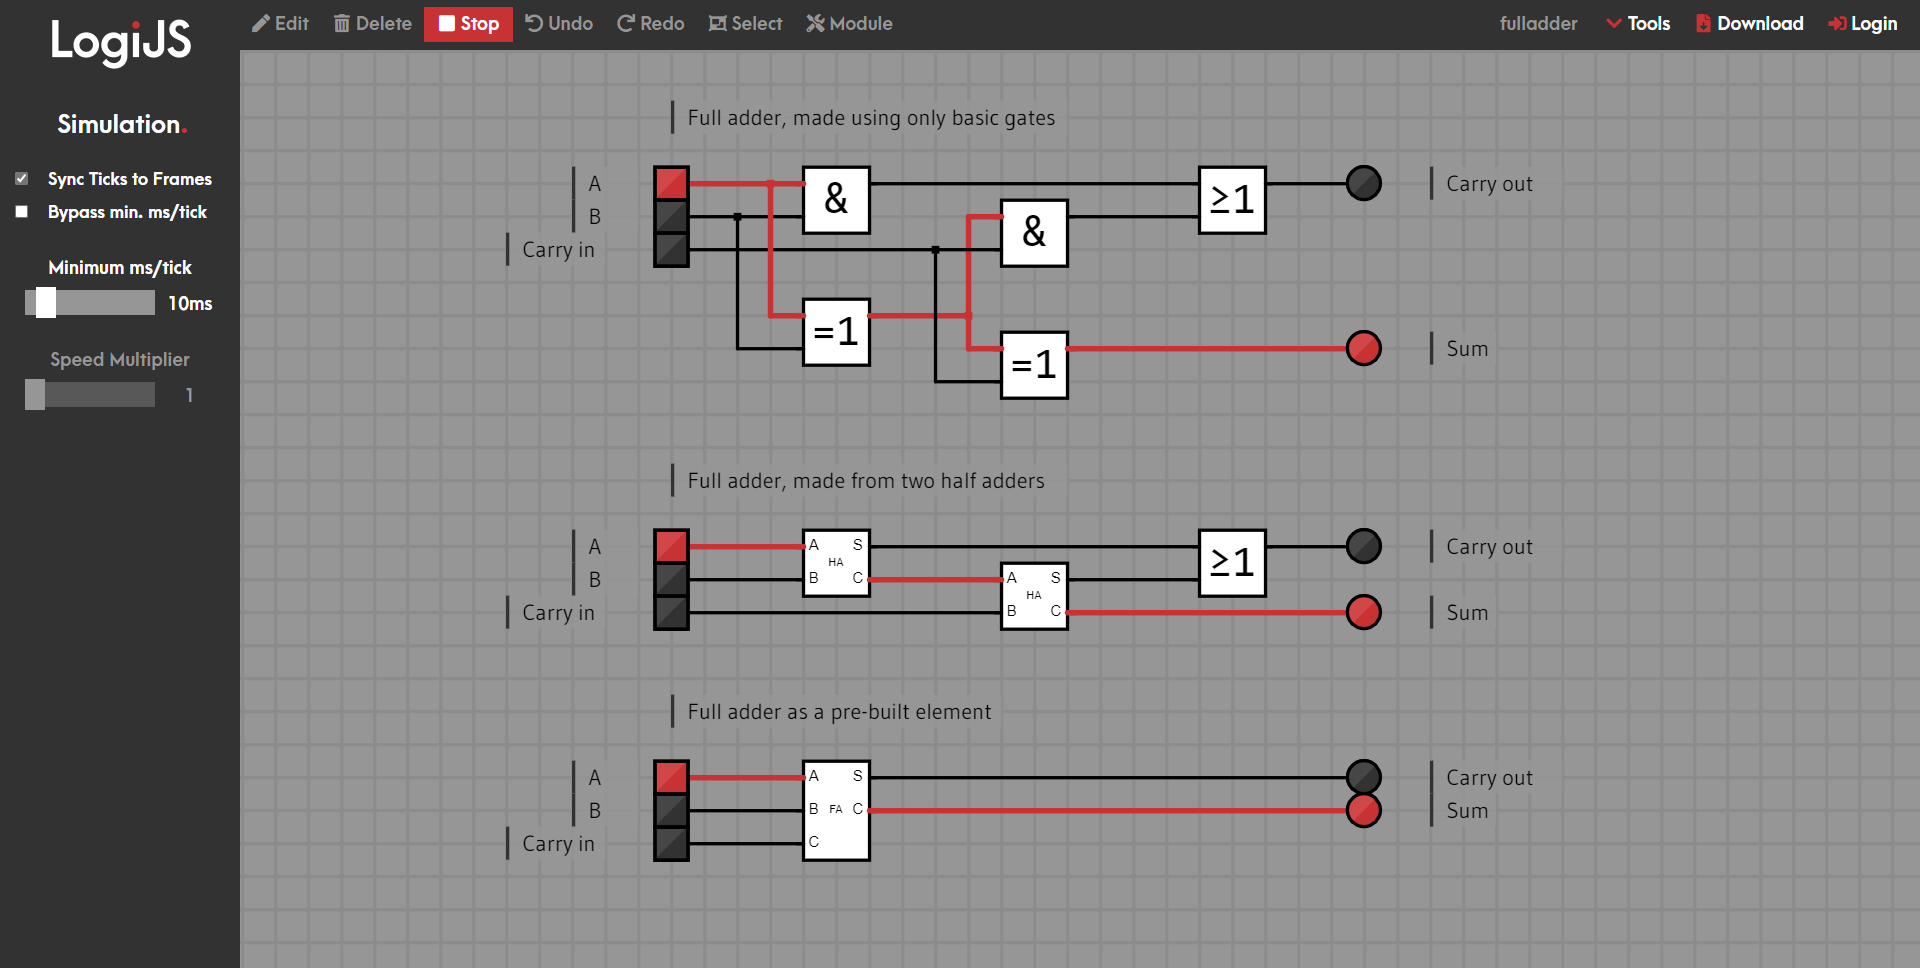 LogiJS
Edit Delete Stop Undo Redo Select Module fulladder Tools Download Login
Simulation.
Sync Ticks to Frames
Bypass min. ms/tick
Minimum ms/tick
10ms
Speed Multiplier
1
Full adder, made using only basic gates
A
B
Carry in
&
&
≥1
=1
=1
Carry out
Sum
Full adder, made from two half adders
A
B
Carry in
A S
HA
B C
A S
HA
B C
≥1
Carry out
Sum
Full adder as a pre-built element
A
B
Carry in
A S
B FA C
C
Carry out
Sum